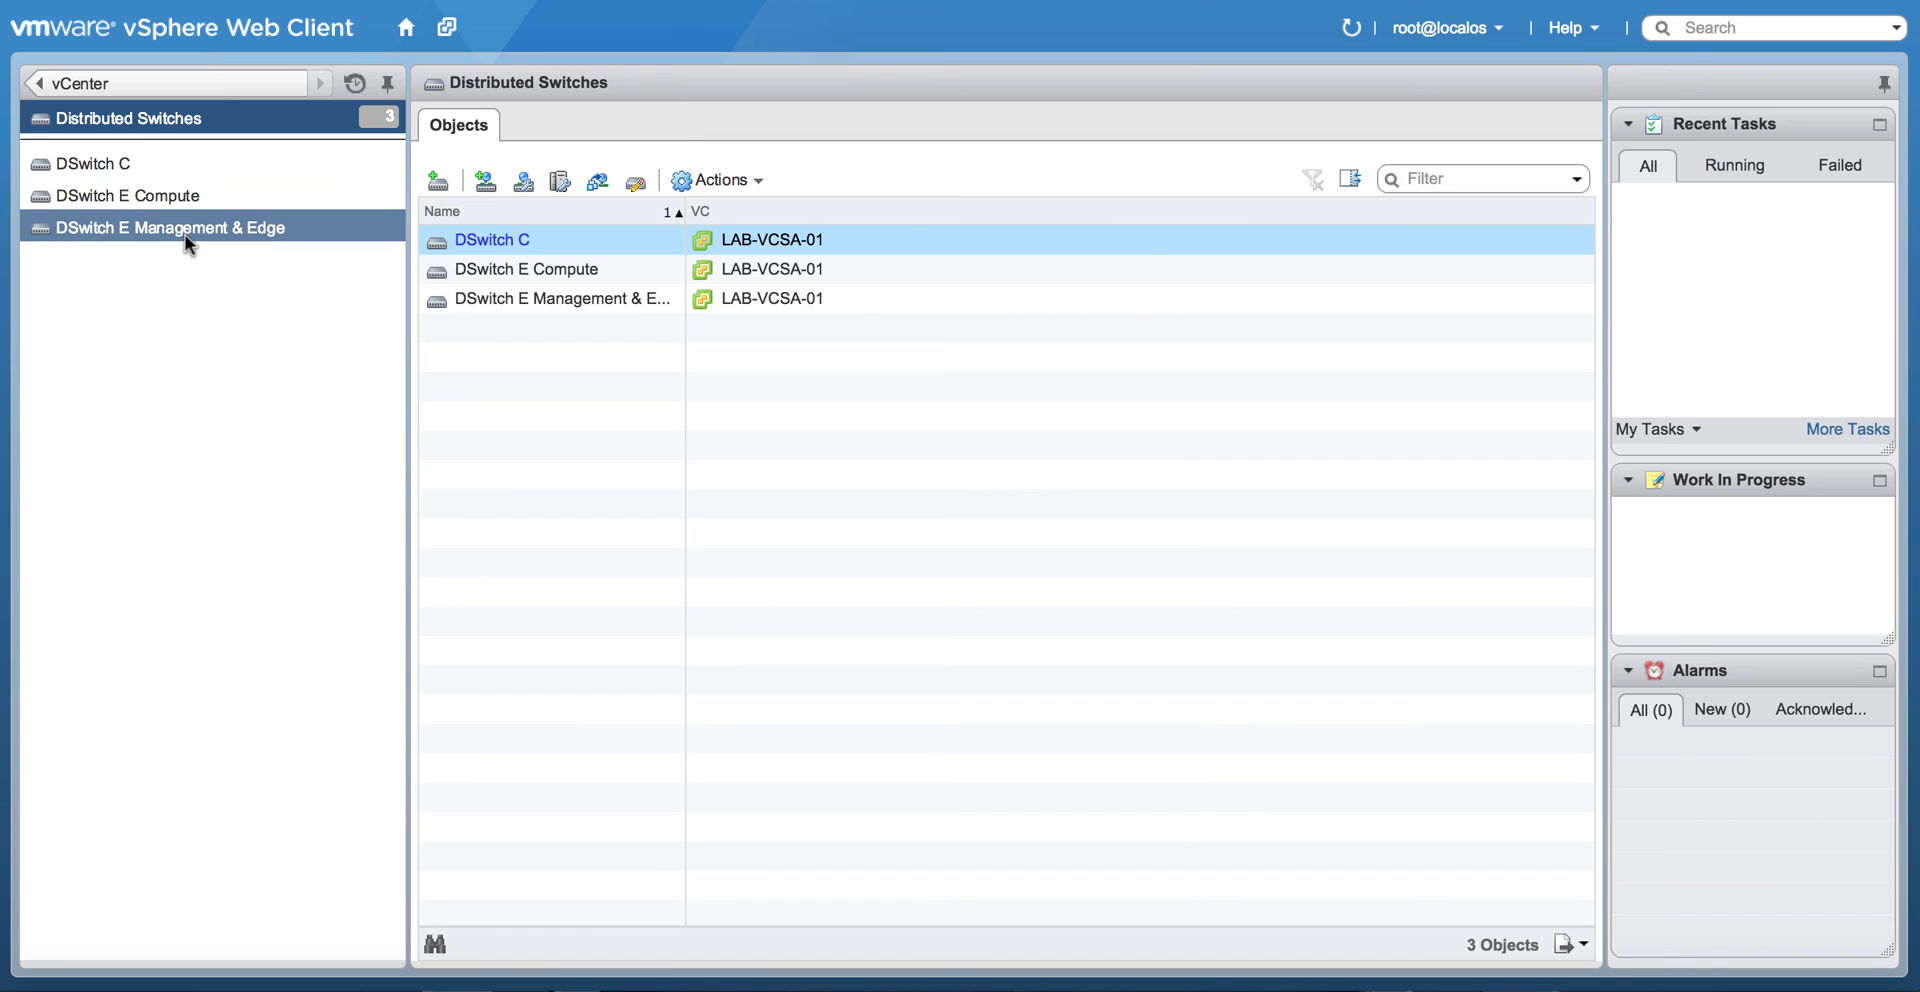 vmware® vSphere Web Client
root@localos
Help
Search
vCenter
Distributed Switches 3
DSwitch C
DSwitch E Compute
DSwitch E Management & Edge
Distributed Switches
Objects
Actions
Filter
Name 1 VC
DSwitch C LAB-VCSA-01
DSwitch E Compute LAB-VCSA-01
DSwitch E Management & E... LAB-VCSA-01
3 Objects
Recent Tasks
All Running Failed
My Tasks More Tasks
Work In Progress
Alarms
All (0) New (0) Acknowled...